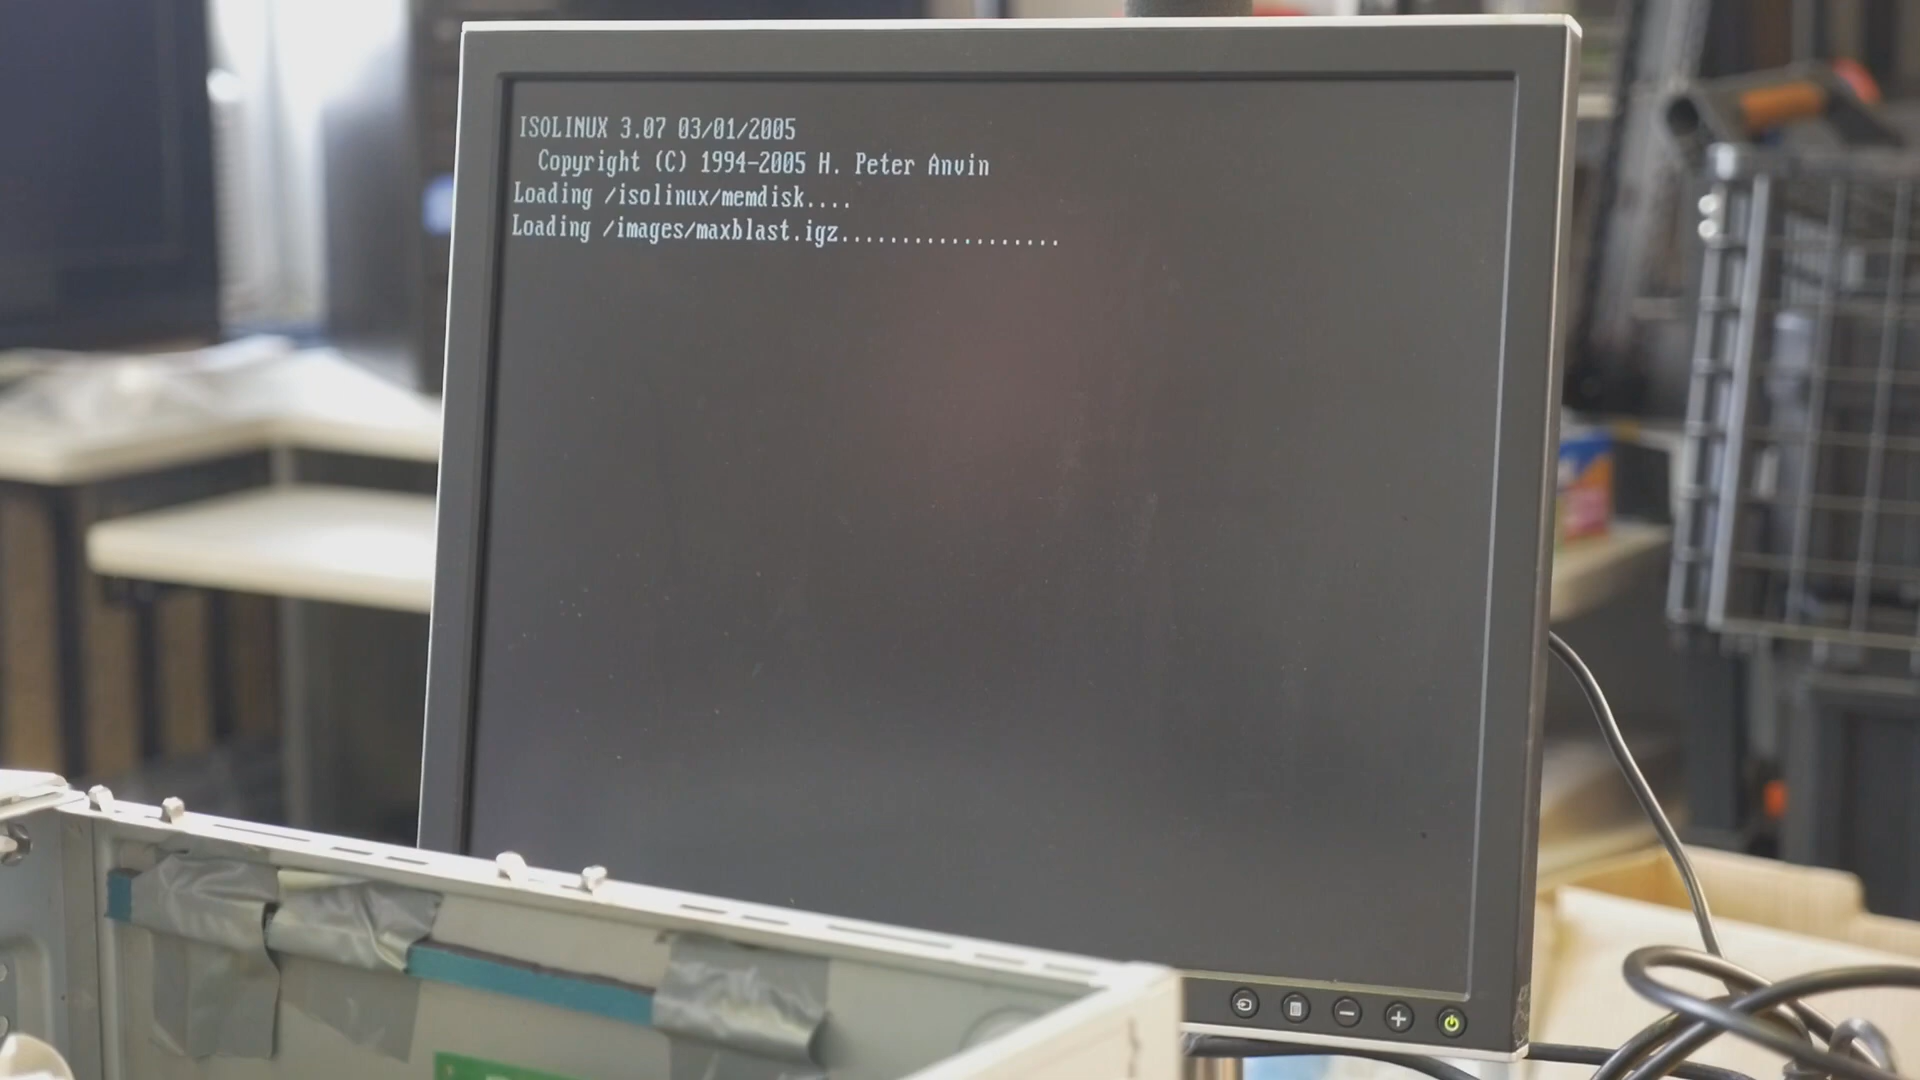 ISOLINUX 3.07 03/01/2005
Copyright (C) 1994-2005 H. Peter Anvin
Loading /isolinux/memdisk....
Loading /images/maxblast.igz..................